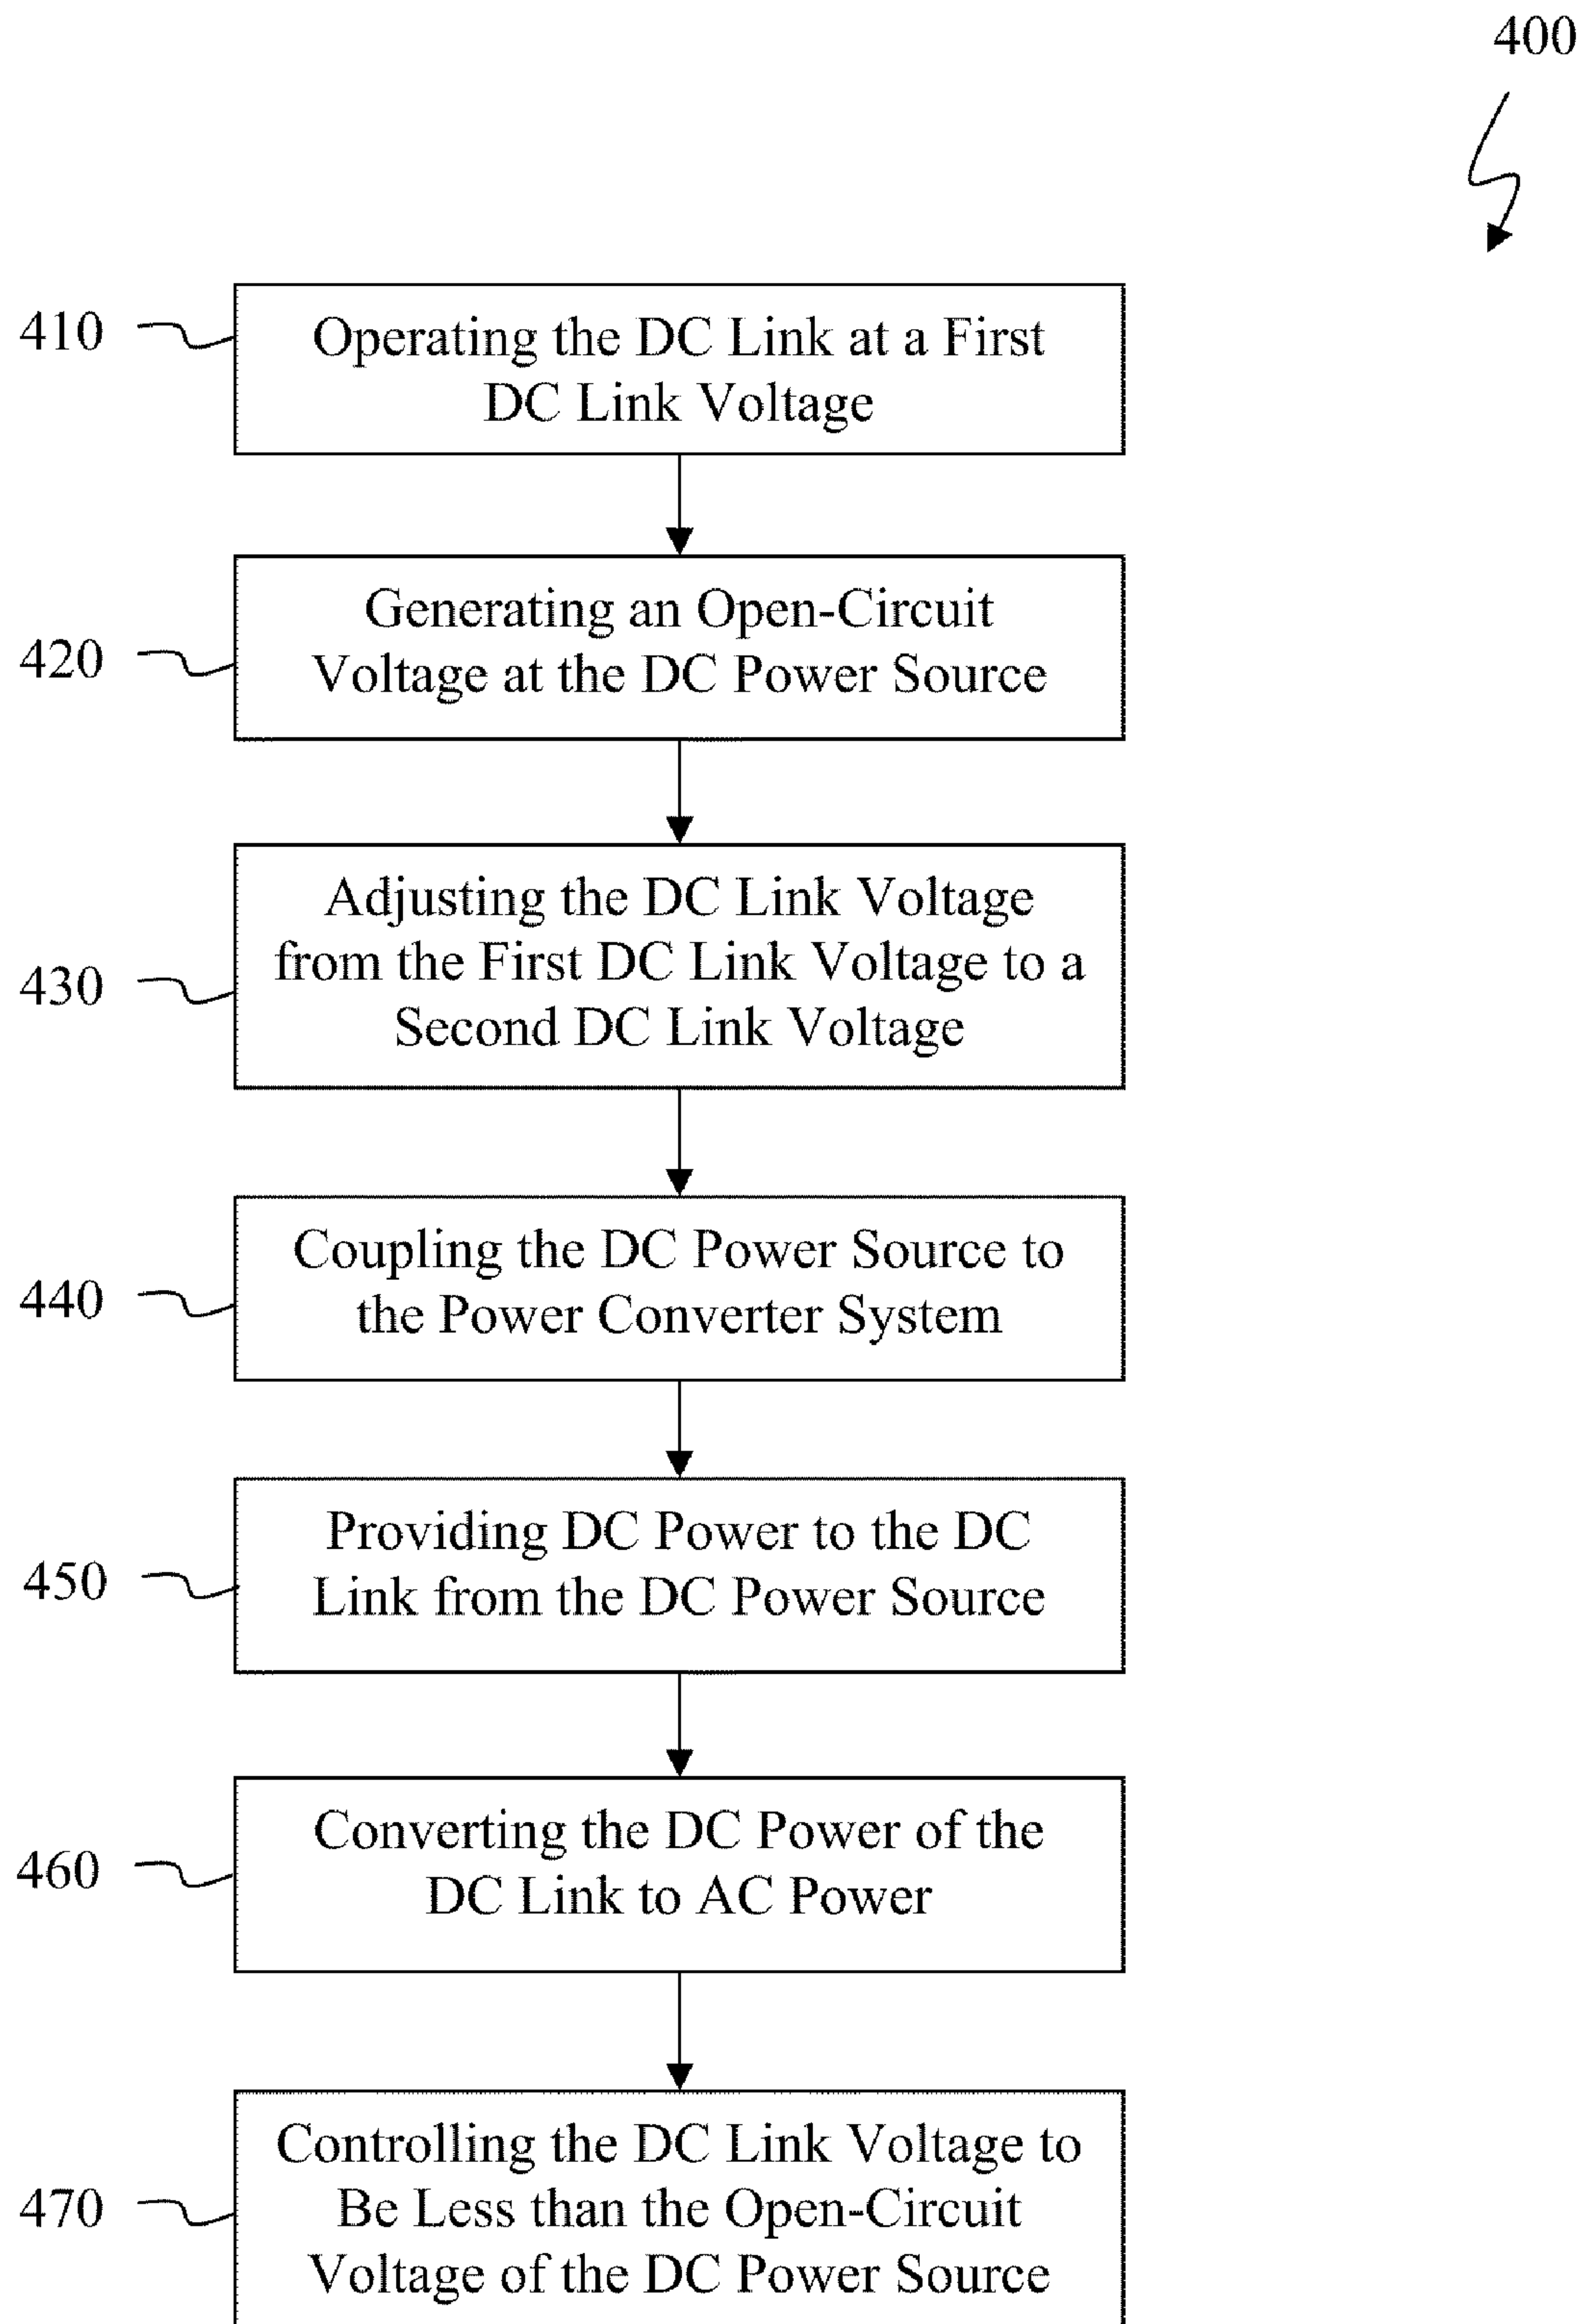 400
410
Operating the DC Link at a First
DC Link Voltage
420
Generating an Open-Circuit
Voltage at the DC Power Source
430
Adjusting the DC Link Voltage
from the First DC Link Voltage to a
Second DC Link Voltage
440
Coupling the DC Power Source to
the Power Converter System
450
Providing DC Power to the DC
Link from the DC Power Source
460
Converting the DC Power of the
DC Link to AC Power
470
Controlling the DC Link Voltage to
Be Less than the Open-Circuit
Voltage of the DC Power Source